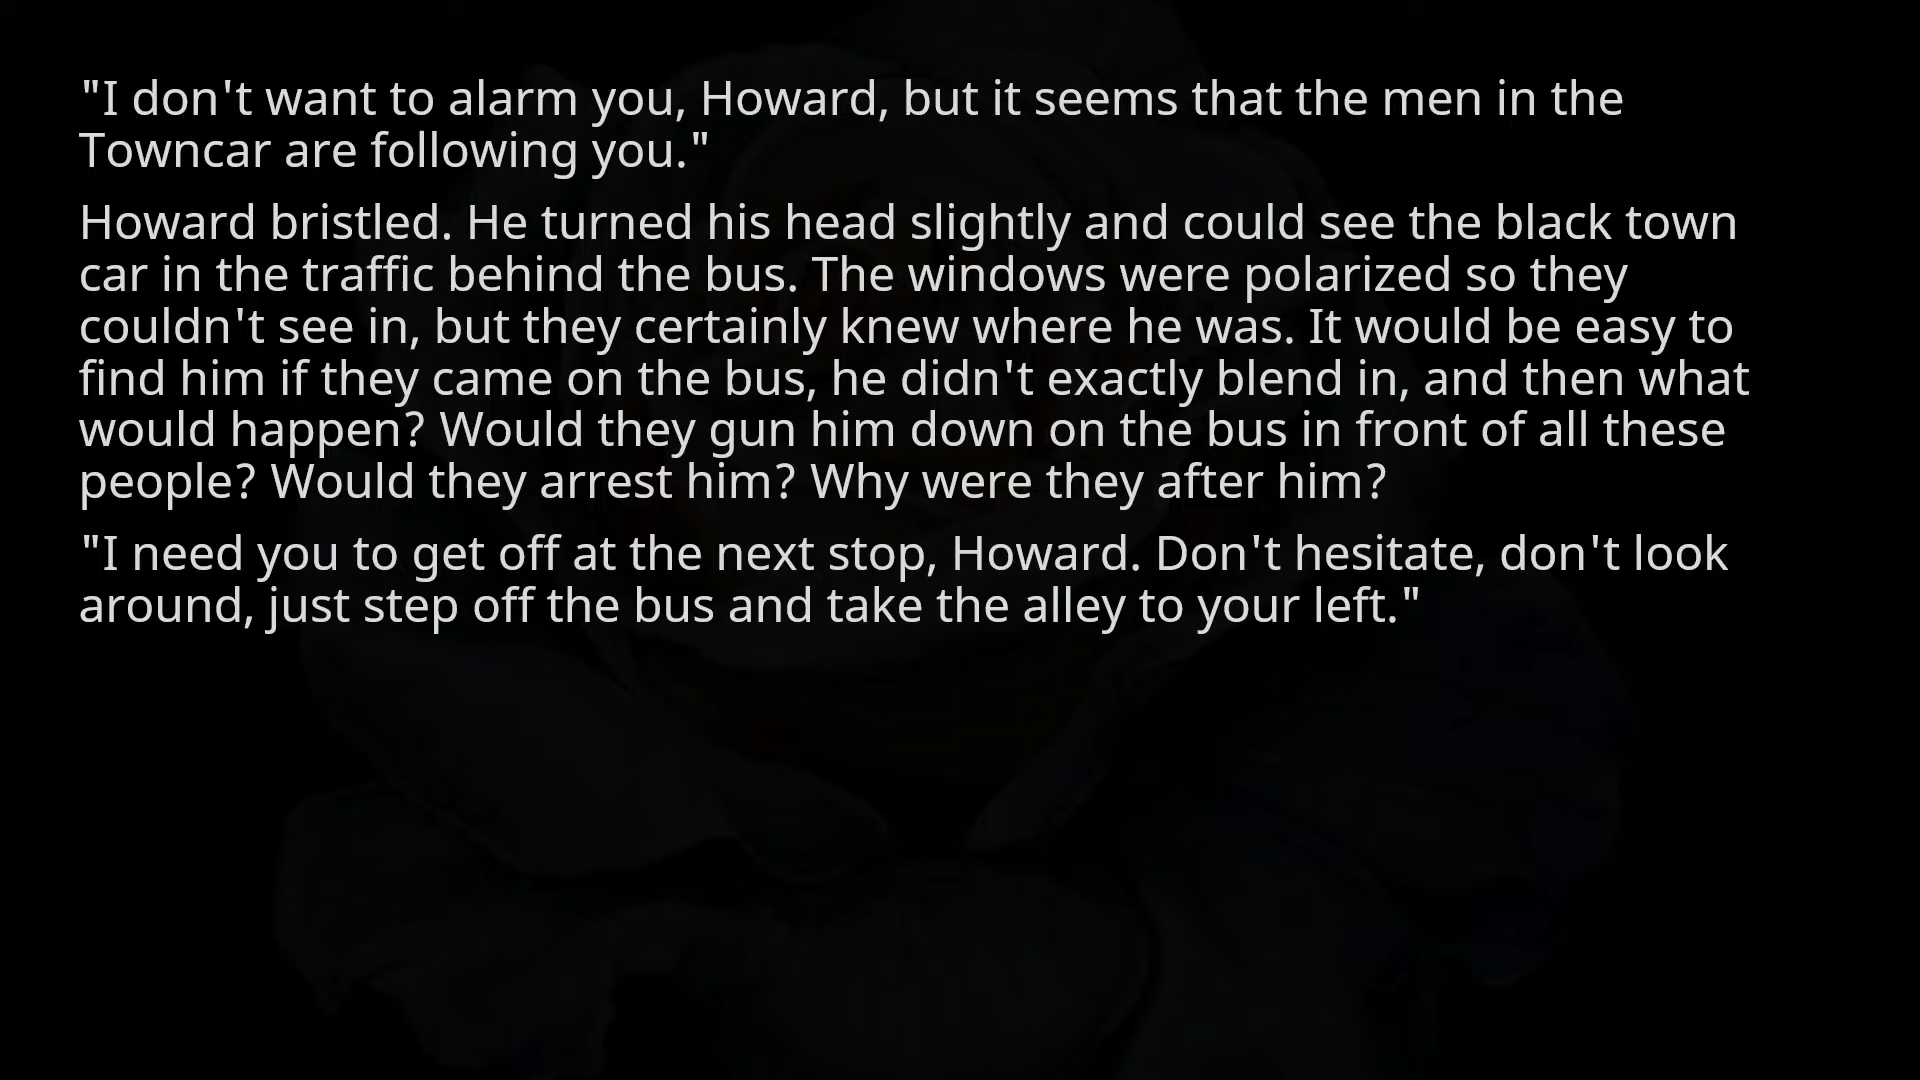 "I don't want to alarm you, Howard, but it seems that the men in the
Towncar are following you."
Howard bristled. He turned his head slightly and could see the black town
car in the traffic behind the bus. The windows were polarized so they
couldn't see in, but they certainly knew where he was. It would be easy to
find him if they came on the bus, he didn't exactly blend in, and then what
would happen? Would they gun him down on the bus in front of all these
people? Would they arrest him? Why were they after him?
"I need you to get off at the next stop, Howard. Don't hesitate, don't look
around, just step off the bus and take the alley to your left."